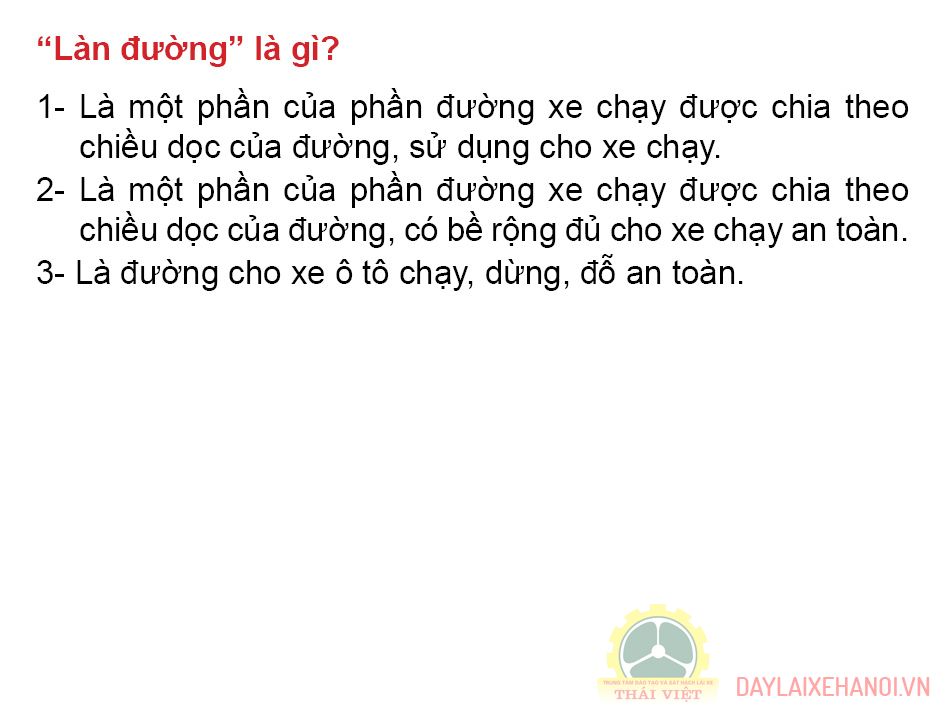 “Làn đường” là gì?
1- Là một phần của phần đường xe chạy được chia theo
chiều dọc của đường, sử dụng cho xe chạy.
2- Là một phần của phần đường xe chạy được chia theo
chiều dọc của đường, có bề rộng đủ cho xe chạy an toàn.
3- Là đường cho xe ô tô chạy, dừng, đỗ an toàn.
TRUNG TÂM ĐÀO TẠO VÀ SÁT HẠCH LÁI XE
THÁI VIỆT
DAYLAIXEHANOI.VN